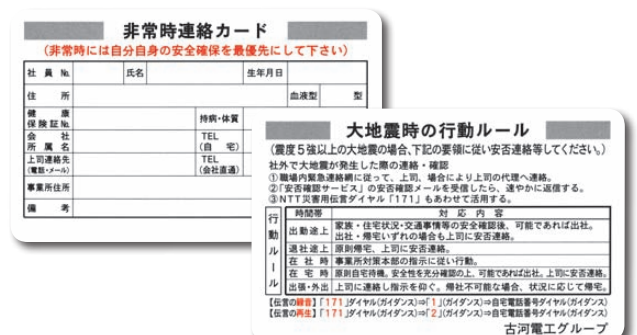 非常時連絡カード
(非常時には自分自身の安全確保を最優先にして下さい)
社員 No.
氏名
生年月日
住所
血液型 型
健康保険証No.
持病・体質
会社所属名
TEL (自宅)
上司連絡先 (電話・メール)
TEL (会社直通)
事業所住所
備考
大地震時の行動ルール
(震度5強以上の大地震の場合、下記の要領に従い安否連絡等してください。)
社外で大地震が発生した際の連絡・確認
①職場内緊急連絡網に従って、上司、場合により上司の代理へ連絡。
②「安否確認サービス」の安否確認メールを受信したら、速やかに返信する。
③NTT災害用伝言ダイヤル「171」もあわせて活用する。
行動ルール
時間帯 対応内容
出勤途上 家族・住宅状況・交通事情等の安全確認後、可能であれば出社。
出社・帰宅いずれの場合も上司に安否連絡。
退社途上 原則帰宅、上司に安否連絡。
在社時 事業所対策本部の指示に従い行動。
在宅時 原則自宅待機。安全性を充分確認の上、可能であれば出社。上司に安否連絡。
出張・外出 上司に連絡し指示を仰ぐ。帰社不可能な場合、状況に応じて帰宅。
【伝言の録音】「171」ダイヤル(ガイダンス)⇒「1」(ガイダンス)⇒自宅電話番号ダイヤル(ガイダンス)
【伝言の再生】「171」ダイヤル(ガイダンス)⇒「2」(ガイダンス)⇒自宅電話番号ダイヤル(ガイダンス)
古河電工グループ